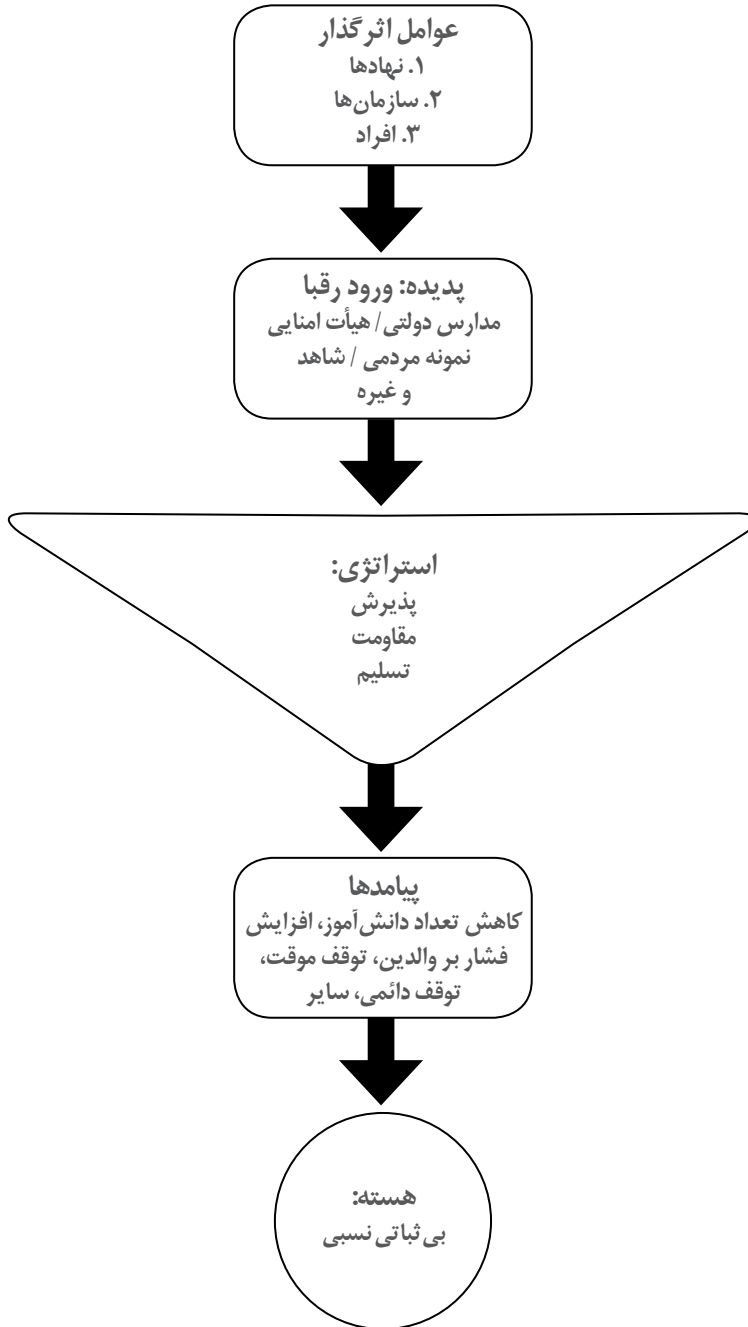 عوامل اثرگذار
۱. نهادها
۲. سازمان‌ها
۳. افراد
پدیده: ورود رقبا
مدارس دولتی/ هیأت امنایی
نمونه مردمی / شاهد
و غیره
استراتژی:
پذیرش
مقاومت
تسلیم
پیامدها
کاهش تعداد دانش‌آموز، افزایش
فشار بر والدین، توقف موقت،
توقف دائمی، سایر
هسته:
بی‌ثباتی نسبی